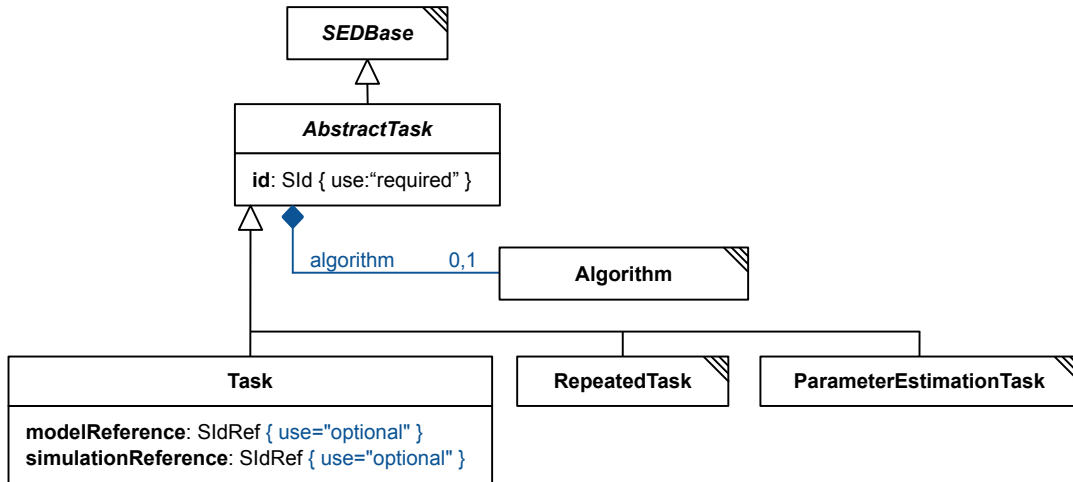 SEDBase
AbstractTask
id: SId { use:“required” }
algorithm 0,1
Algorithm
Task
RepeatedTask
ParameterEstimationTask
modelReference: SIdRef { use="optional" }
simulationReference: SIdRef { use="optional" }